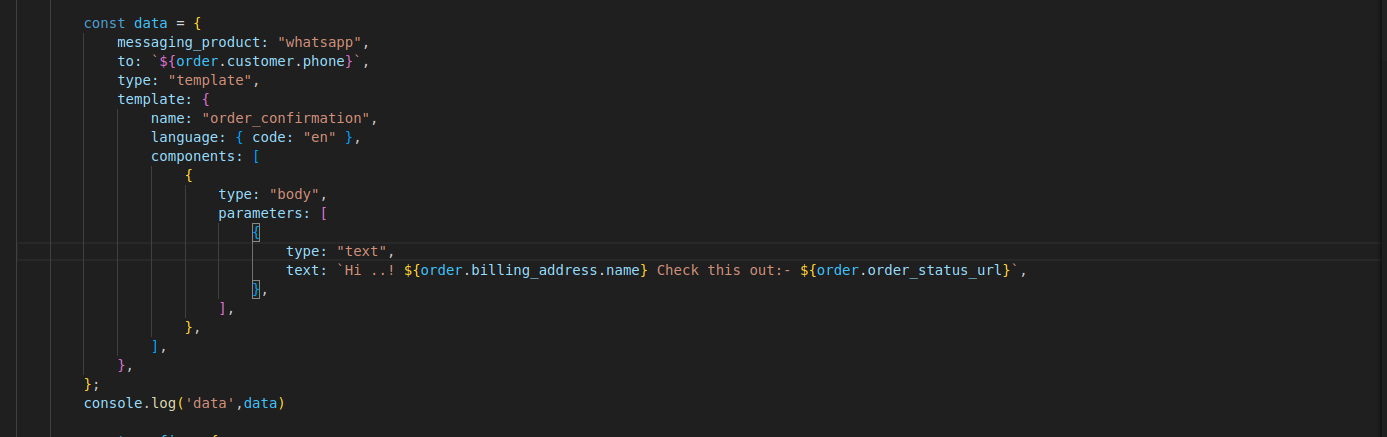 const data = {
    messaging_product: "whatsapp",
    to: `${order.customer.phone}`,
    type: "template",
    template: {
        name: "order_confirmation",
        language: { code: "en" },
        components: [
            {
                type: "body",
                parameters: [
                    {
                        type: "text",
                        text: `Hi ..! ${order.billing_address.name} Check this out:- ${order.order_status_url}`,
                    },
                ],
            },
        ],
    },
};
console.log('data',data)